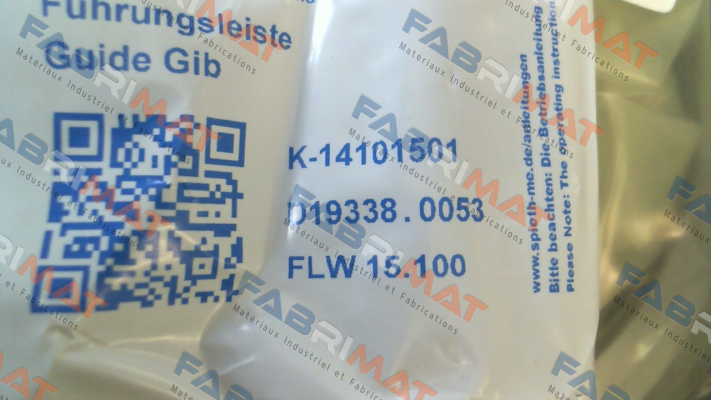 Führungsleiste
Guide Gib
K-14101501
D19338.0053
FLW 15.100
www.spieth-me.de/anleitungen
Bitte beachten: Die Betriebsanleitung
Please Note: The operating instruction
FABRIMAT
Materiaux Industriel et Fabrications